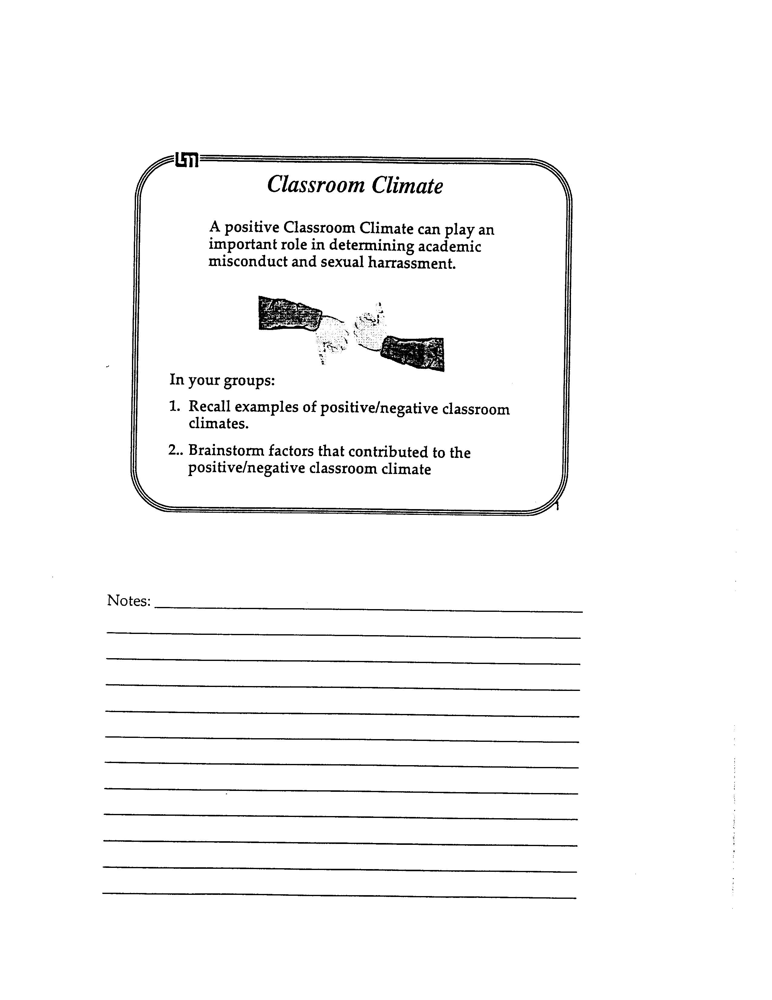 Classroom Climate
A positive Classroom Climate can play an
important role in determining academic
misconduct and sexual harrassment.
In your groups:
1. Recall examples of positive/negative classroom
climates.
2.. Brainstorm factors that contributed to the
positive/negative classroom climate
Notes: